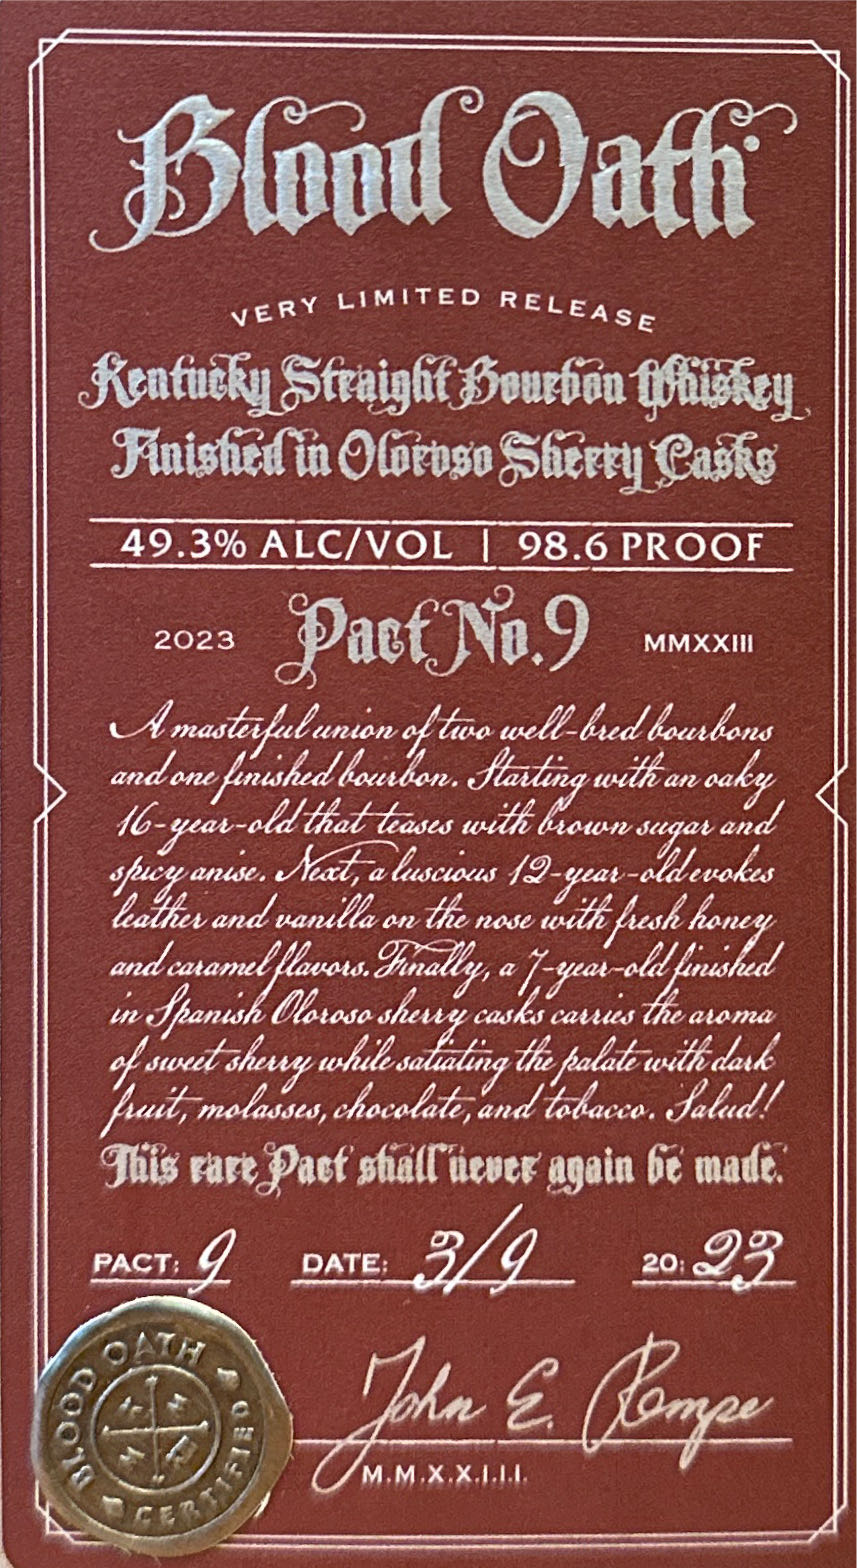 Blood Oath
VERY LIMITED RELEASE
Kentucky Straight Bourbon Whiskey
Finished in Oloroso Sherry Casks
49.3% ALC/VOL | 98.6 PROOF
2023 Pact No.9 MMXXIII
A masterful union of two well-bred bourbons
and one finished bourbon. Starting with an oaky
16-year-old that teases with brown sugar and
spicy anise. Next, a luscious 12-year-old evokes
leather and vanilla on the nose with fresh honey
and caramel flavors. Finally, a 7-year-old finished
in Spanish Oloroso sherry casks carries the aroma
of sweet sherry while satiating the palate with dark
fruit, molasses, chocolate, and tobacco. Salud!
This rare Pact shall never again be made.
PACT: 9 DATE: 3/9 20: 23
BLOOD OATH
CERTIFIED
John E. Rempe
M.M.X.X.I.I.I.